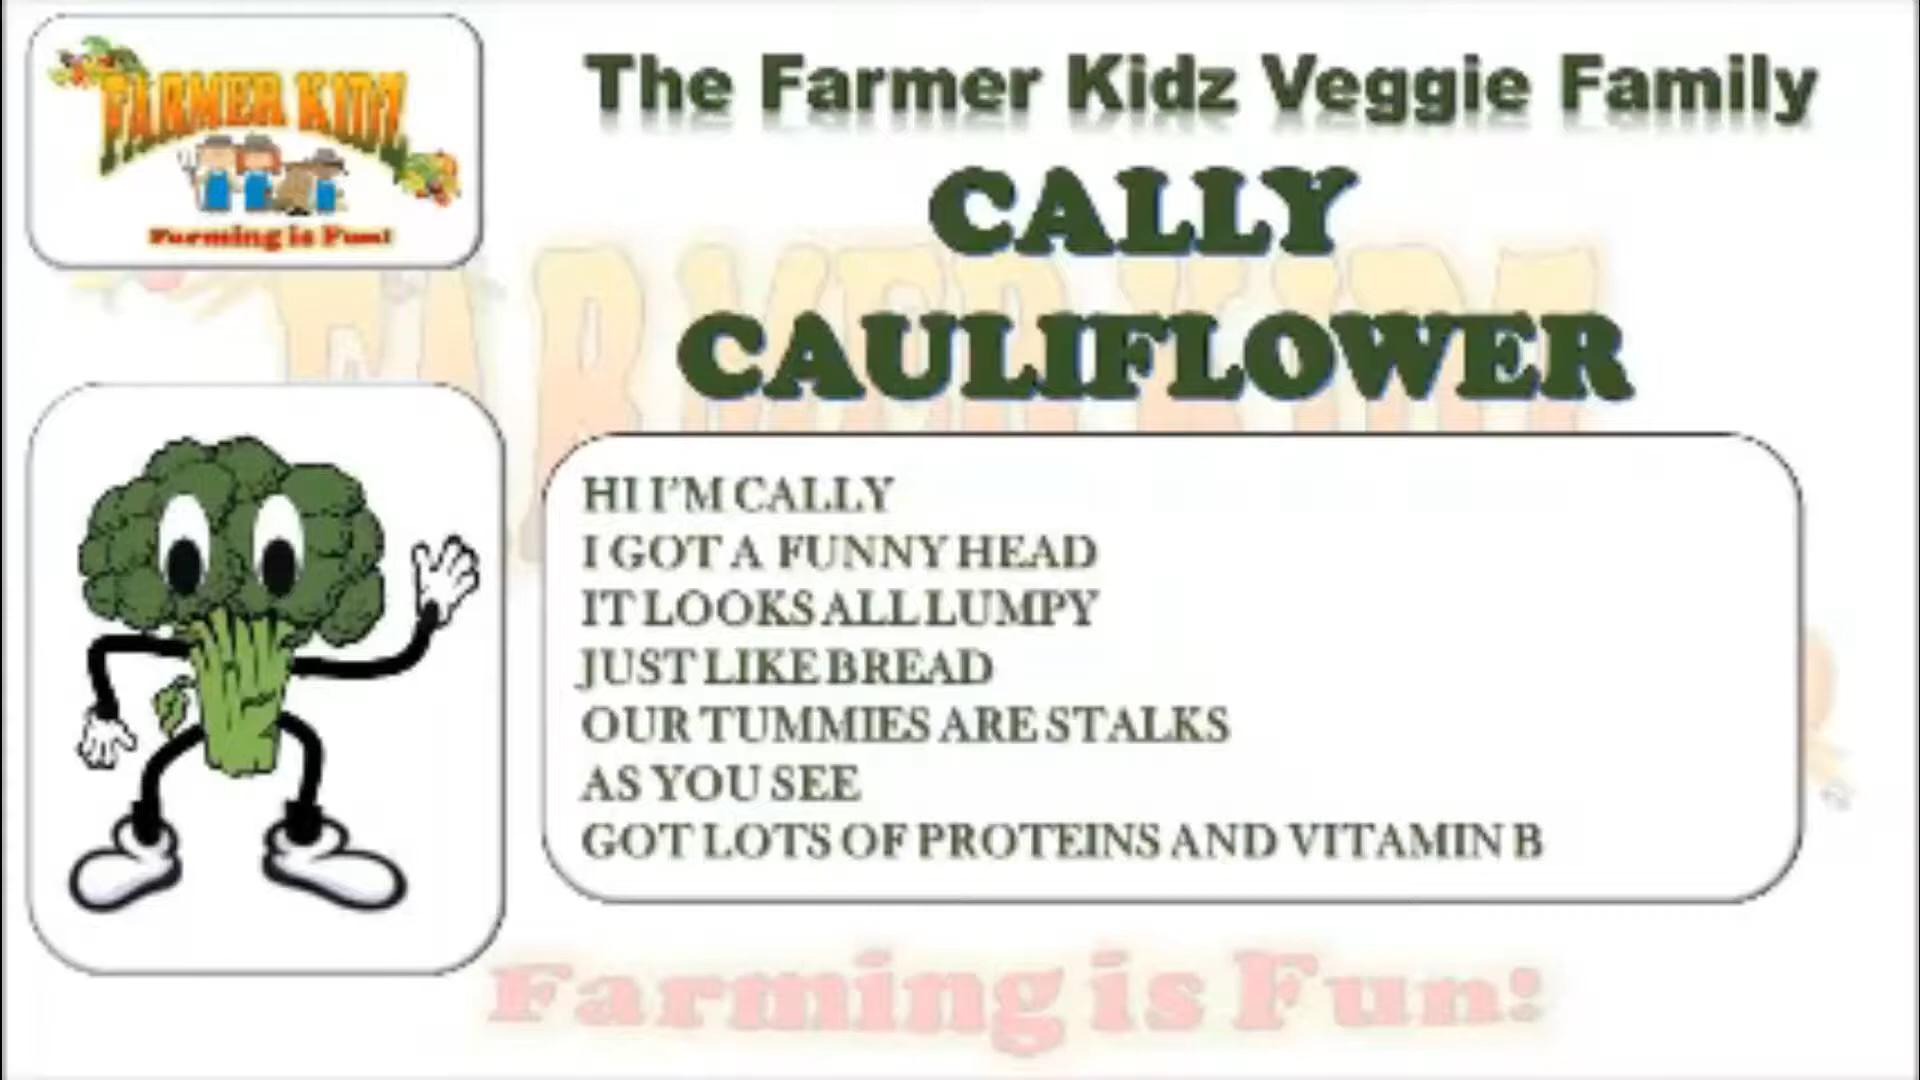 FARMER KIDZ
Farming is Fun!
The Farmer Kidz Veggie Family
CALLY
CAULIFLOWER
HI I'M CALLY
I GOT A FUNNY HEAD
IT LOOKS ALL LUMPY
JUST LIKE BREAD
OUR TUMMIES ARE STALKS
AS YOU SEE
GOT LOTS OF PROTEINS AND VITAMIN B
FARMER KIDZ
Farming is Fun!